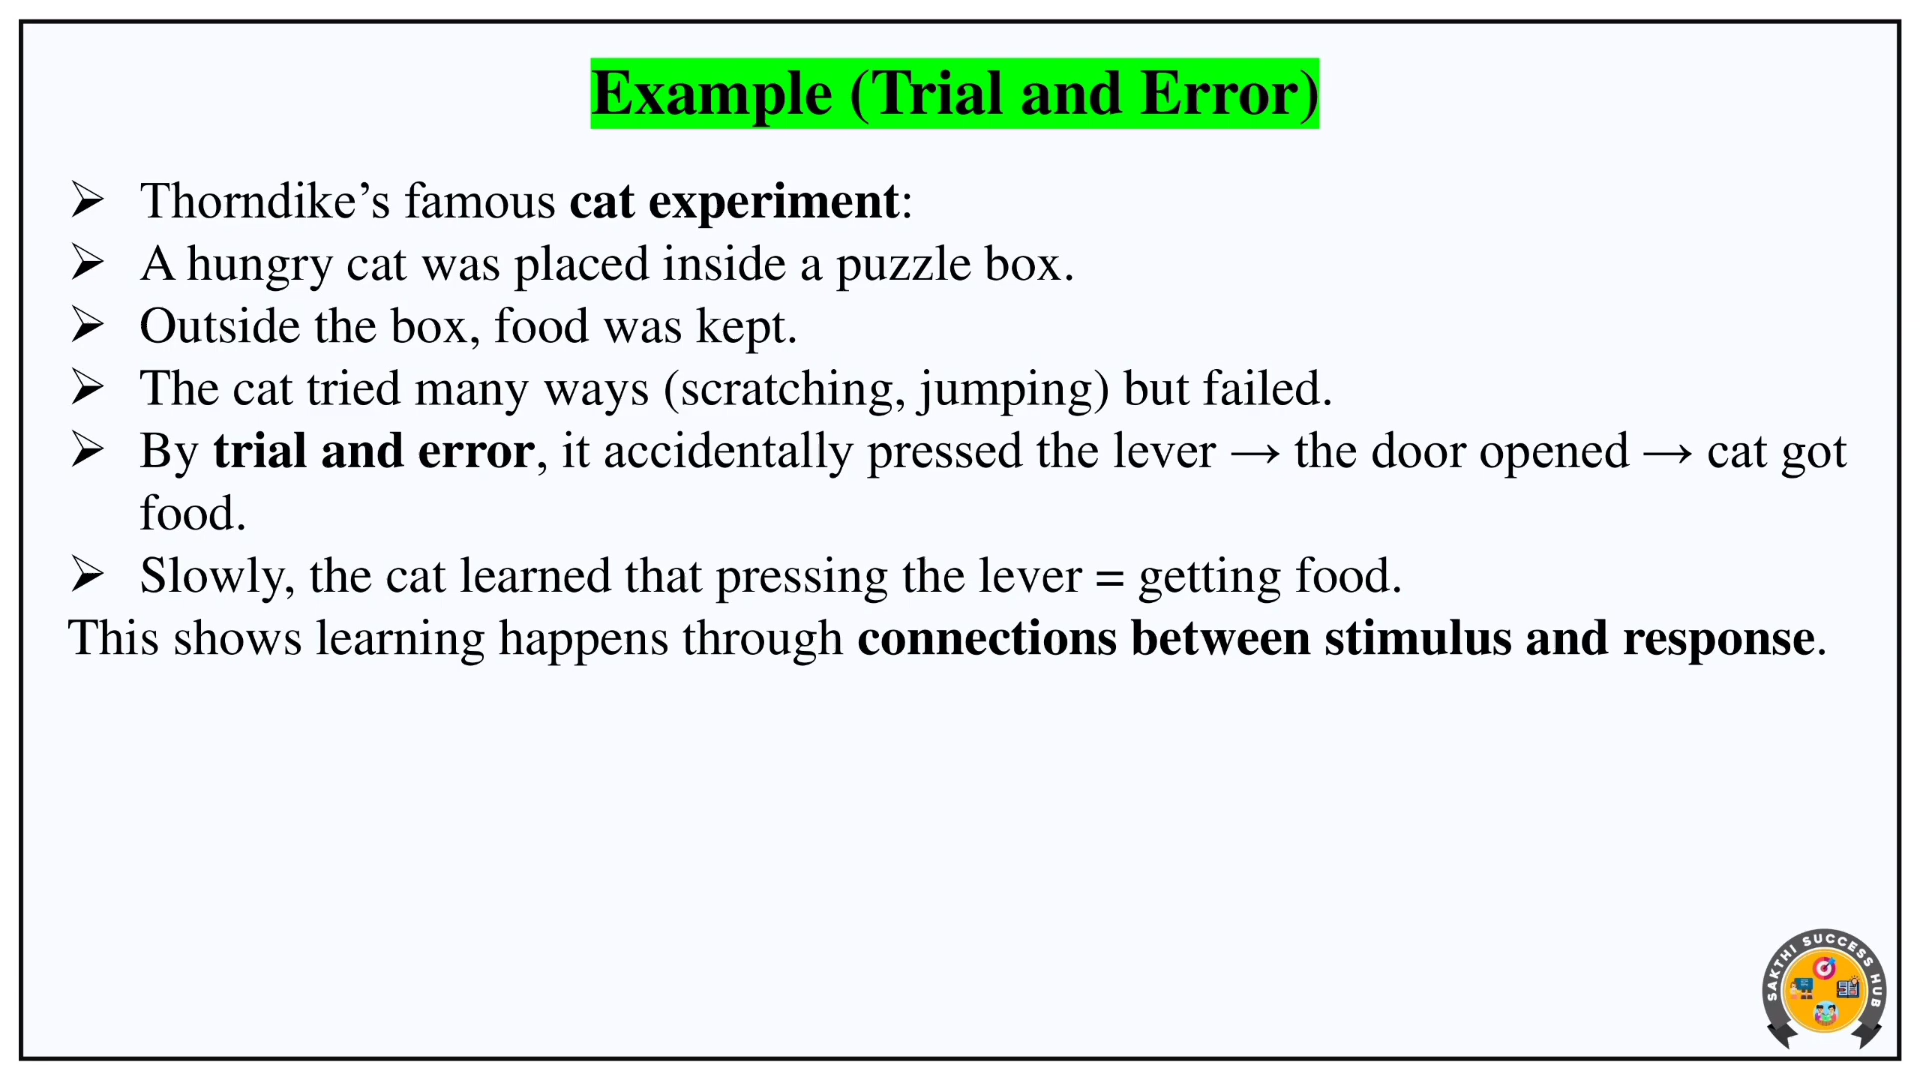 Example (Trial and Error)
➢ Thorndike’s famous cat experiment:
➢ A hungry cat was placed inside a puzzle box.
➢ Outside the box, food was kept.
➢ The cat tried many ways (scratching, jumping) but failed.
➢ By trial and error, it accidentally pressed the lever → the door opened → cat got
food.
➢ Slowly, the cat learned that pressing the lever = getting food.
This shows learning happens through connections between stimulus and response.
SAKTHI SUCCESS HUB